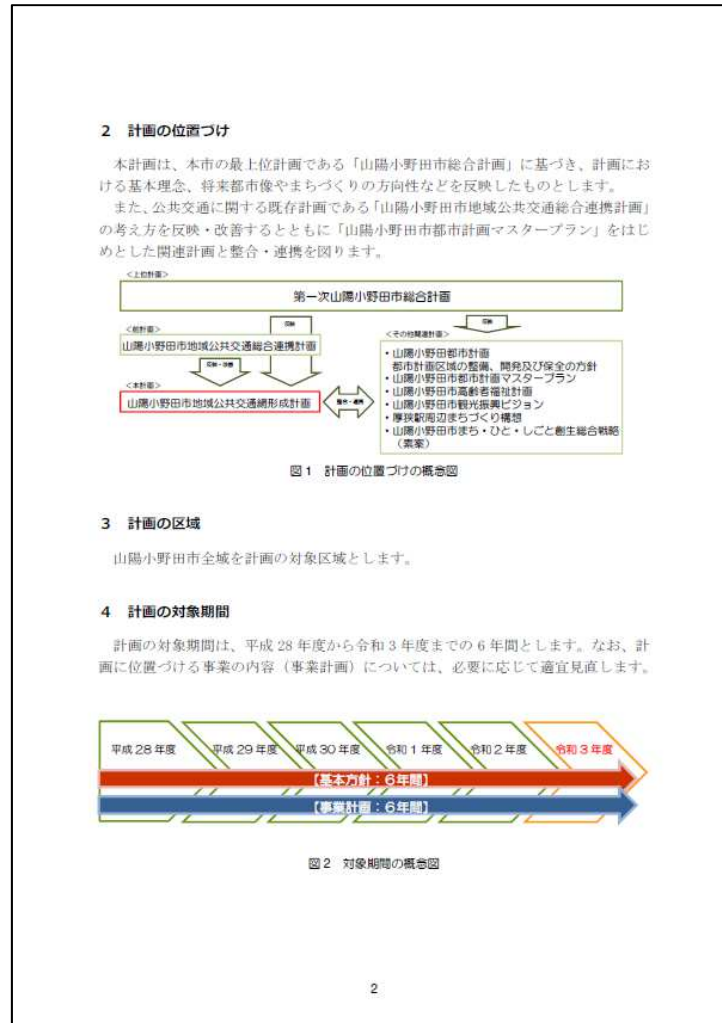 2 計画の位置づけ
本計画は、本市の最上位計画である「山陽小野田市総合計画」に基づき、計画にお
ける基本理念、将来都市像やまちづくりの方向性などを反映したものとします。
また、公共交通に関する既存計画である「山陽小野田市地域公共交通総合連携計画」
の考え方を反映・改善するとともに「山陽小野田市都市計画マスタープラン」をはじ
めとした関連計画と整合・連携を図ります。
<上位計画>
第一次山陽小野田市総合計画
反映
反映
<前計画>
山陽小野田市地域公共交通総合連携計画
反映・改善
<本計画>
山陽小野田市地域公共交通網形成計画
整合・連携
<その他関連計画>
・山陽小野田都市計画
都市計画区域の整備、開発及び保全の方針
・山陽小野田市都市計画マスタープラン
・山陽小野田市高齢者福祉計画
・山陽小野田市観光振興ビジョン
・厚狭駅周辺まちづくり構想
・山陽小野田市まち・ひと・しごと創生総合戦略
(素案)
図1 計画の位置づけの概念図
3 計画の区域
山陽小野田市全域を計画の対象区域とします。
4 計画の対象期間
計画の対象期間は、平成28年度から令和3年度までの6年間とします。なお、計
画に位置づける事業の内容(事業計画)については、必要に応じて適宜見直します。
平成28年度 平成29年度 平成30年度 令和1年度 令和2年度 令和3年度
【基本方針:6年間】
【事業計画:6年間】
図2 対象期間の概念図
2